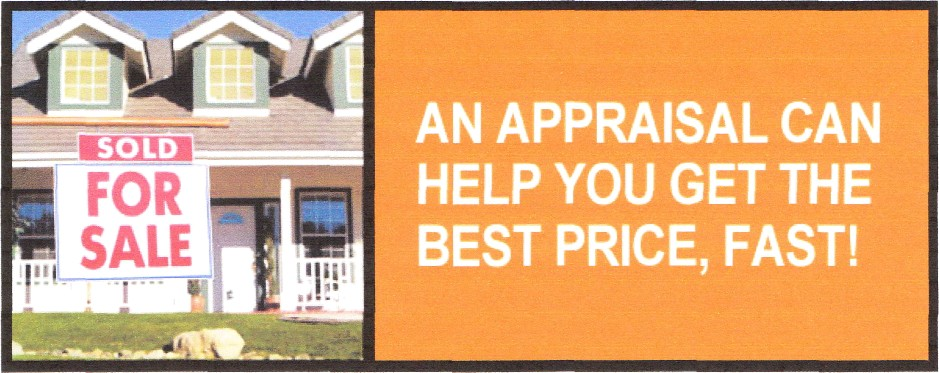 SOLD
FOR
SALE
AN APPRAISAL CAN
HELP YOU GET THE
BEST PRICE, FAST!